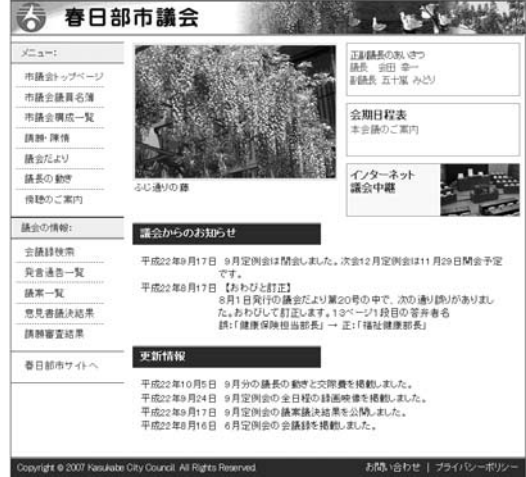 春日部市議会
メニュー:
市議会トップページ
市議会議員名簿
市議会構成一覧
請願・陳情
議会だより
議長の動き
傍聴のご案内
議会の情報:
会議録検索
発言通告一覧
議案一覧
意見書議決結果
請願審査結果
春日部市サイトへ
ふじ通りの藤
正副議長のあいさつ
議長 会田 幸一
副議長 五十嵐 みどり
会期日程表
本会議のご案内
インターネット
議会中継
議会からのお知らせ
平成22年9月17日 9月定例会は閉会しました。次会12月定例会は11月29日開会予定
です。
平成22年8月17日 【おわびと訂正】
8月1日発行の議会だより第20号の中で、次の通り誤りがありまし
た。おわびして訂正します。13ページ1段目の答弁者名
誤:「健康保険担当部長」 → 正:「福祉健康部長」
更新情報
平成22年10月5日 9月分の議長の動きと交際費を掲載しました。
平成22年9月24日 9月定例会の全日程の録画映像を掲載しました。
平成22年9月17日 9月定例会の議案議決結果を公開しました。
平成22年8月16日 6月定例会の会議録を掲載しました。
Copyright © 2007 Kasukabe City Council. All Rights Reserved.
お問い合わせ | プライバシーポリシー